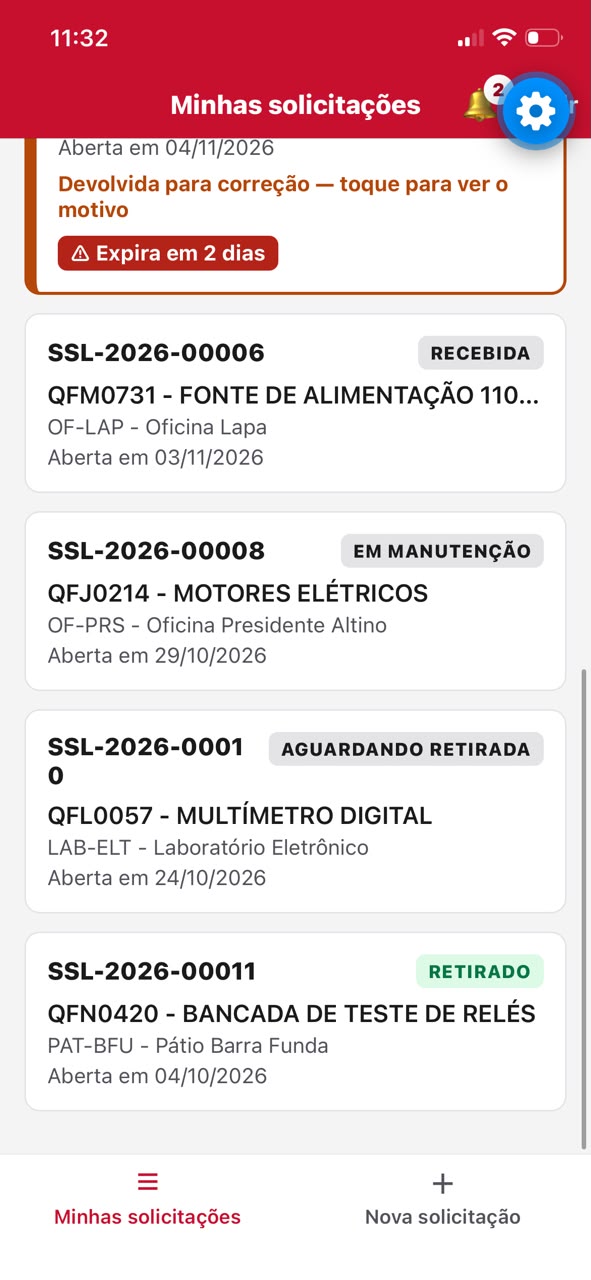 11:32
Minhas solicitações
2
r
Aberta em 04/11/2026
Devolvida para correção — toque para ver o
motivo
Expira em 2 dias
SSL-2026-00006
RECEBIDA
QFM0731 - FONTE DE ALIMENTAÇÃO 110...
OF-LAP - Oficina Lapa
Aberta em 03/11/2026
SSL-2026-00008
EM MANUTENÇÃO
QFJ0214 - MOTORES ELÉTRICOS
OF-PRS - Oficina Presidente Altino
Aberta em 29/10/2026
SSL-2026-0001
0
AGUARDANDO RETIRADA
QFL0057 - MULTÍMETRO DIGITAL
LAB-ELT - Laboratório Eletrônico
Aberta em 24/10/2026
SSL-2026-00011
RETIRADO
QFN0420 - BANCADA DE TESTE DE RELÉS
PAT-BFU - Pátio Barra Funda
Aberta em 04/10/2026
Minhas solicitações
Nova solicitação